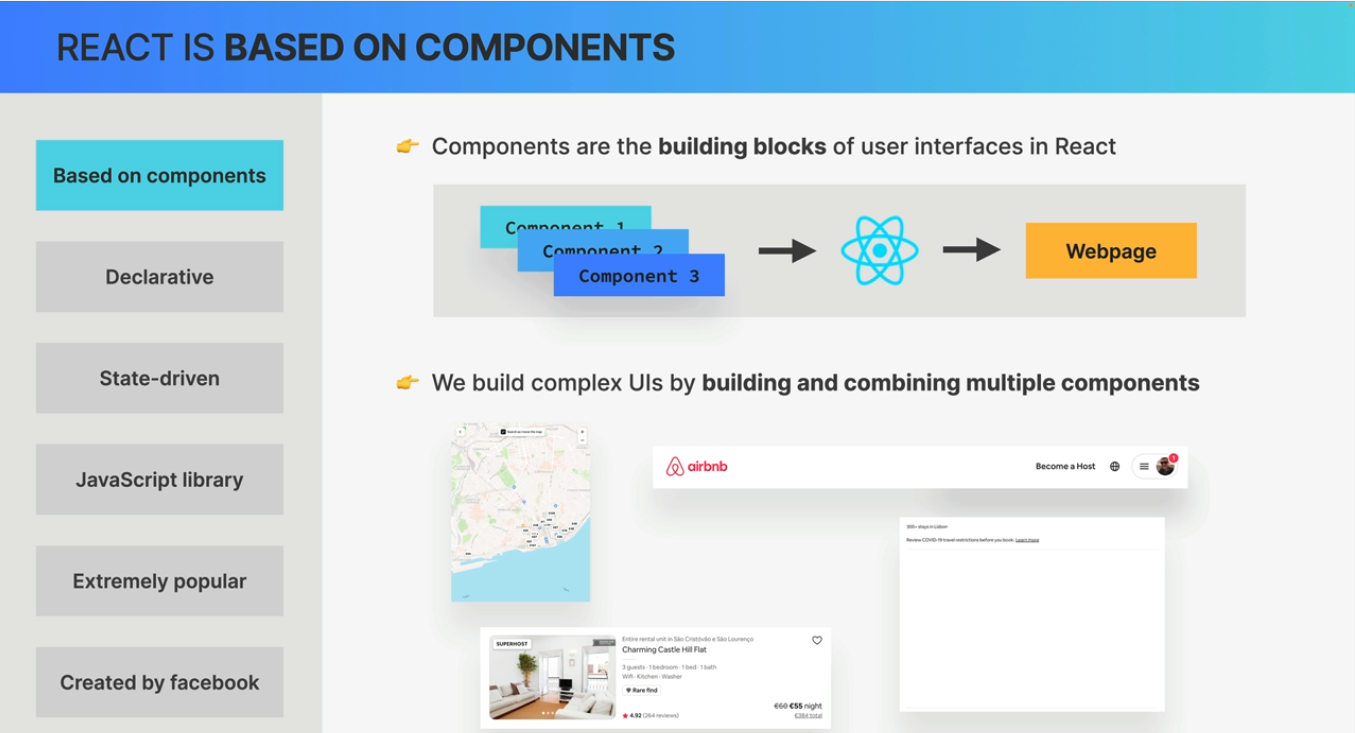 REACT IS BASED ON COMPONENTS
Based on components
Declarative
State-driven
JavaScript library
Extremely popular
Created by facebook
👉 Components are the building blocks of user interfaces in React
Component 1
Component 2
Component 3
Webpage
👉 We build complex UIs by building and combining multiple components
Search as I move the map
airbnb
Become a Host
1
300+ stays in Lisbon
Review COVID-19 travel restrictions before you book. Learn more
SUPERHOST
Entire rental unit in São Cristóvão e São Lourenço
Charming Castle Hill Flat
3 guests · 1 bedroom · 1 bed · 1 bath
Wifi · Kitchen · Washer
Rare find
4.92 (264 reviews)
€60 €55 night
€384 total